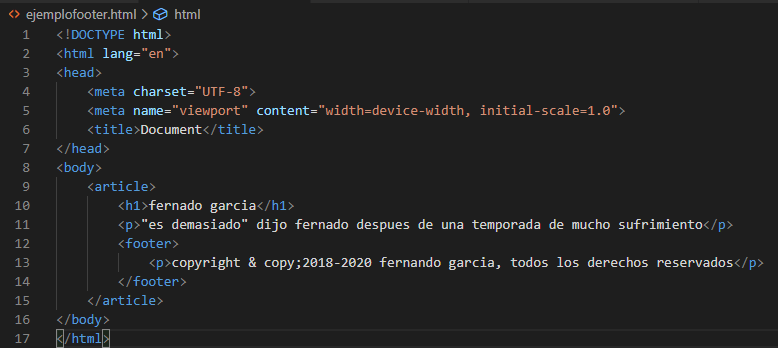 ejemplofooter.html > html
1 <!DOCTYPE html>
2 <html lang="en">
3 <head>
4     <meta charset="UTF-8">
5     <meta name="viewport" content="width=device-width, initial-scale=1.0">
6     <title>Document</title>
7 </head>
8 <body>
9     <article>
10         <h1>fernado garcia</h1>
11         <p>"es demasiado" dijo fernado despues de una temporada de mucho sufrimiento</p>
12         <footer>
13             <p>copyright & copy;2018-2020 fernando garcia, todos los derechos reservados</p>
14         </footer>
15     </article>
16 </body>
17 </html>